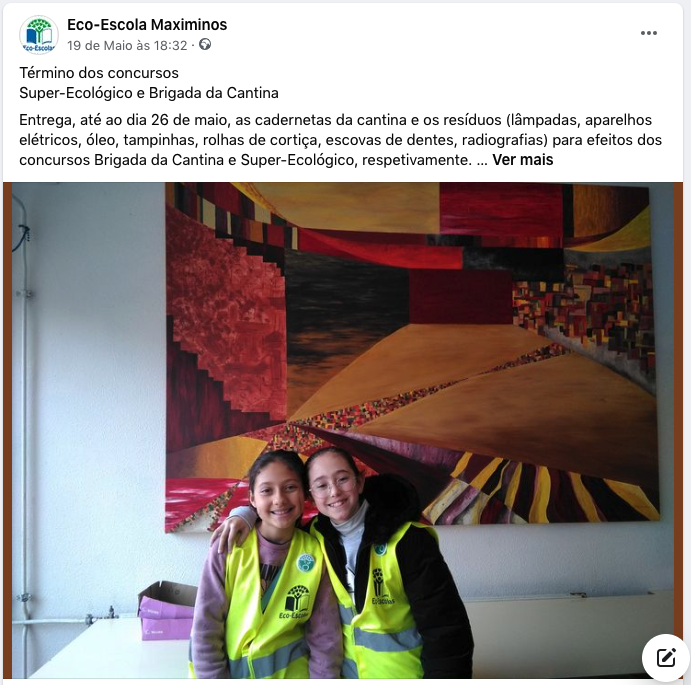 Eco-Escola Maximinos
19 de Maio às 18:32 ·
Eco-Escolas
Término dos concursos
Super-Ecológico e Brigada da Cantina
Entrega, até ao dia 26 de maio, as cadernetas da cantina e os resíduos (lâmpadas, aparelhos
elétricos, óleo, tampinhas, rolhas de cortiça, escovas de dentes, radiografias) para efeitos dos
concursos Brigada da Cantina e Super-Ecológico, respetivamente. ... Ver mais
Eco-Escolas
Eco-Escolas